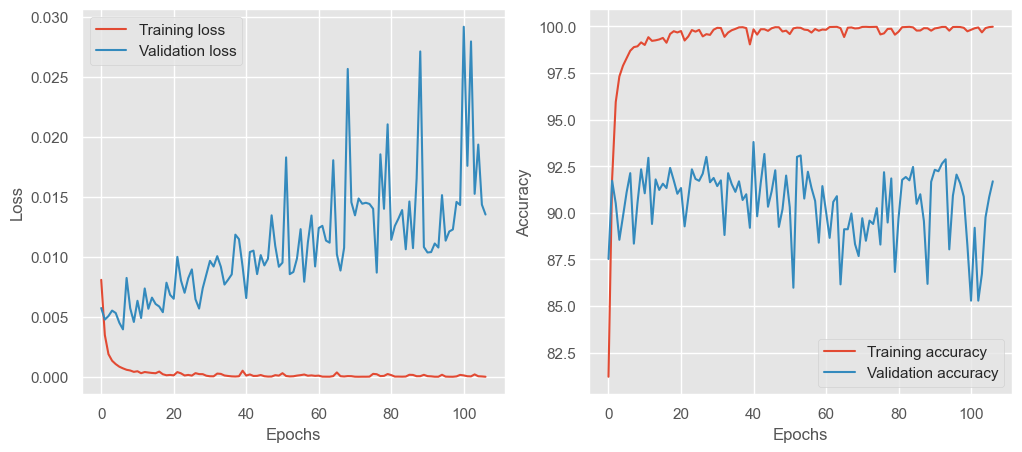 Training loss
Validation loss
0.030
0.025
0.020
0.015
0.010
0.005
0.000
Loss
0 20 40 60 80 100
Epochs
100.0
97.5
95.0
92.5
90.0
87.5
85.0
82.5
Accuracy
Training accuracy
Validation accuracy
0 20 40 60 80 100
Epochs